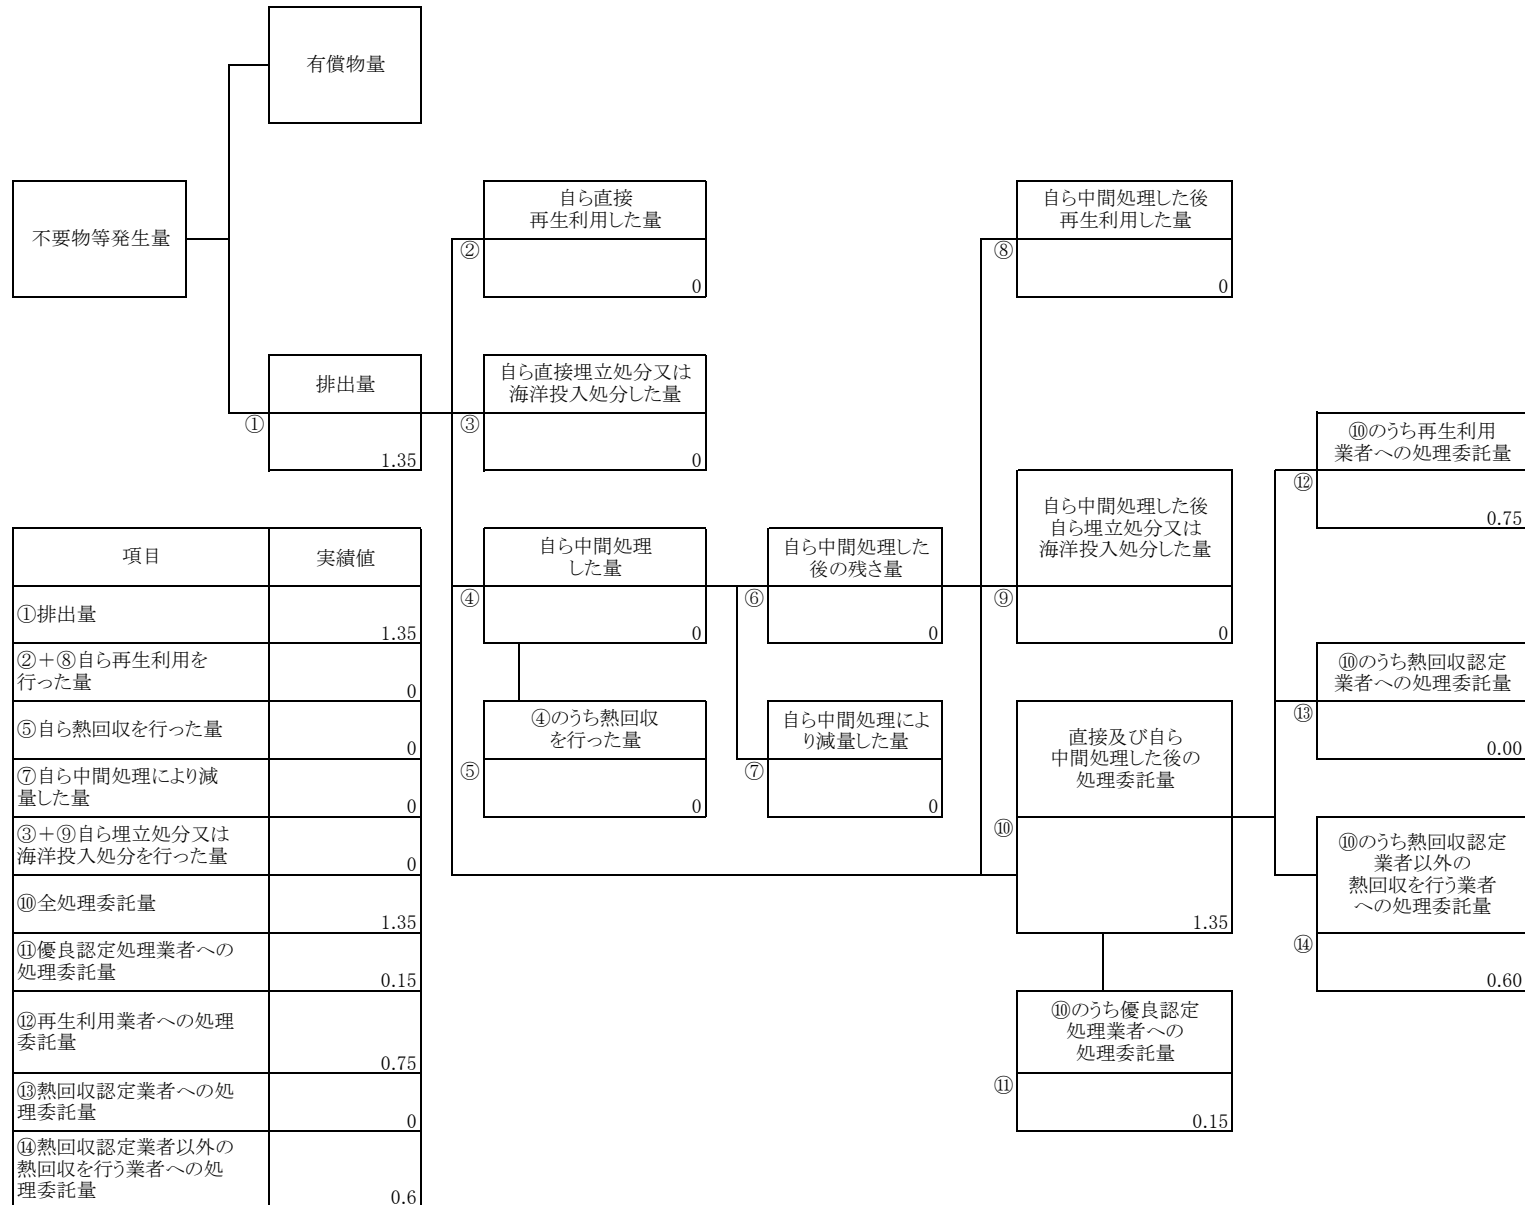 有償物量
不要物等発生量
排出量
①
1.35
自ら直接
再生利用した量
②
0
自ら直接埋立処分又は
海洋投入処分した量
③
0
自ら中間処理
した量
④
0
④のうち熱回収
を行った量
⑤
0
自ら中間処理した
後の残さ量
⑥
0
自ら中間処理によ
り減量した量
⑦
0
自ら中間処理した後
再生利用した量
⑧
0
自ら中間処理した後
自ら埋立処分又は
海洋投入処分した量
⑨
0
直接及び自ら
中間処理した後の
処理委託量
⑩
1.35
⑩のうち優良認定
処理業者への
処理委託量
⑪
0.15
⑩のうち再生利用
業者への処理委託量
⑫
0.75
⑩のうち熱回収認定
業者への処理委託量
⑬
0.00
⑩のうち熱回収認定
業者以外の
熱回収を行う業者
への処理委託量
⑭
0.60
項目 実績値
①排出量
1.35
②＋⑧自ら再生利用を
行った量
0
⑤自ら熱回収を行った量
0
⑦自ら中間処理により減
量した量
0
③＋⑨自ら埋立処分又は
海洋投入処分を行った量
0
⑩全処理委託量
1.35
⑪優良認定処理業者への
処理委託量
0.15
⑫再生利用業者への処理
委託量
0.75
⑬熱回収認定業者への処
理委託量
0
⑭熱回収認定業者以外の
熱回収を行う業者への処
理委託量
0.6